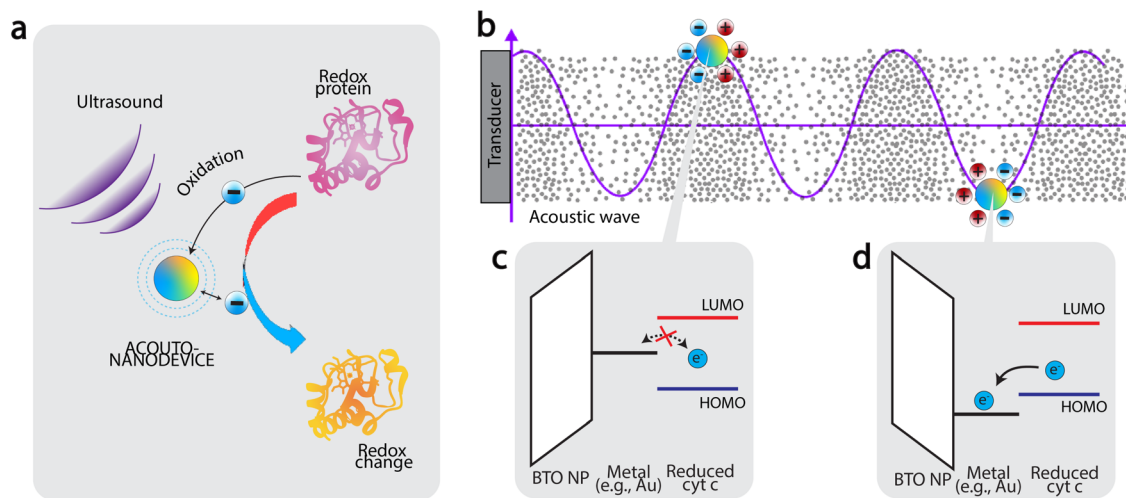 a
Ultrasound
Redox
protein
Oxidation
ACOUTO-
NANODEVICE
Redox
change
b
Transducer
Acoustic wave
c
LUMO
e-
HOMO
BTO NP
Metal
(e.g., Au)
Reduced
cyt c
d
LUMO
e-
e-
HOMO
BTO NP
Metal
(e.g., Au)
Reduced
cyt c